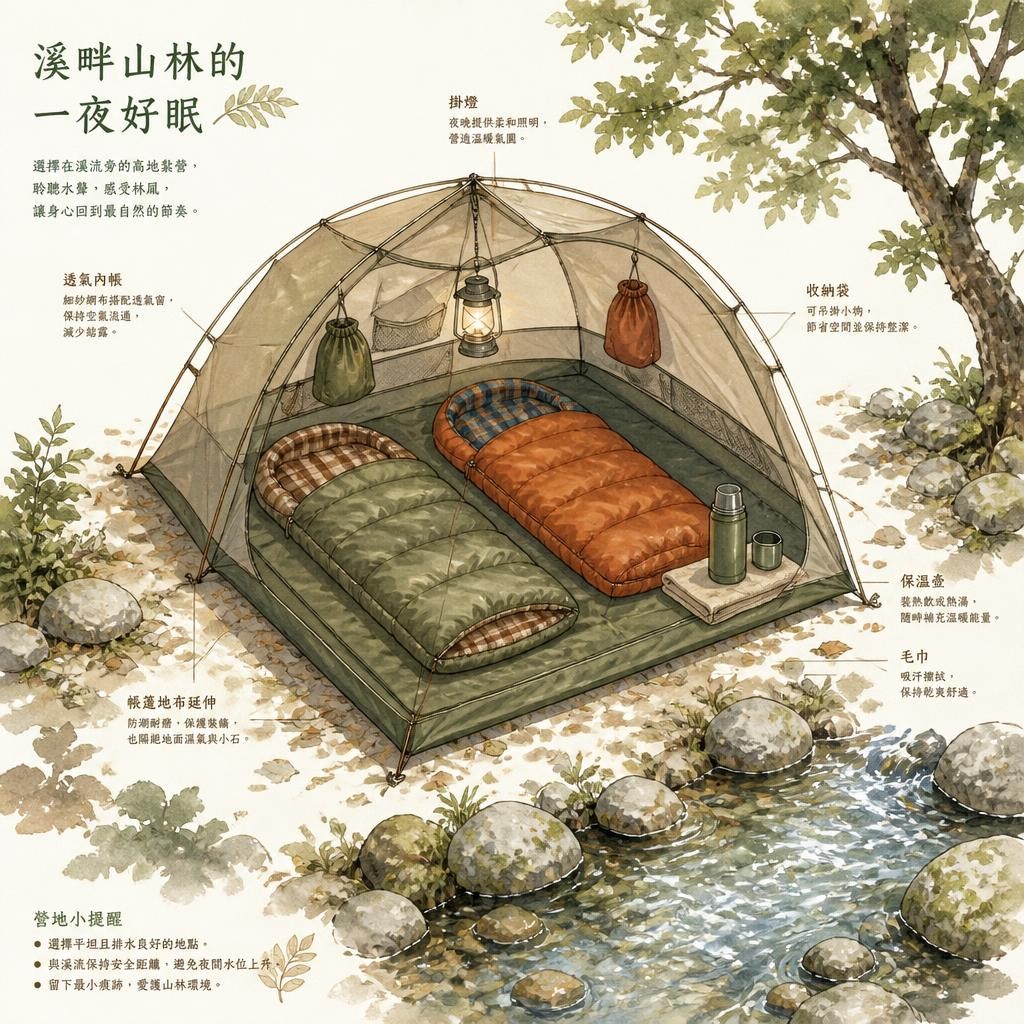 溪畔山林的
一夜好眠
選擇在溪流旁的高地紮營，
聆聽水聲，感受林風，
讓身心回到最自然的節奏。
掛燈
夜晚提供柔和照明，
營造溫暖氣圍。
透氣內帳
細紗網布搭配透氣窗，
保持空氣流通，
減少結露。
收納袋
可吊掛小物，
節省空間並保持整潔。
保溫壺
裝熱飲或熱湯，
隨時補充溫暖能量。
毛巾
吸汗擦拭，
保持乾爽舒適。
帳篷地布延伸
防潮耐磨，保護裝備，
也隔絕地面濕氣與小石。
營地小提醒
● 選擇平坦且排水良好的地點。
● 與溪流保持安全距離，避免夜間水位上升。
● 留下最小痕跡，愛護山林環境。